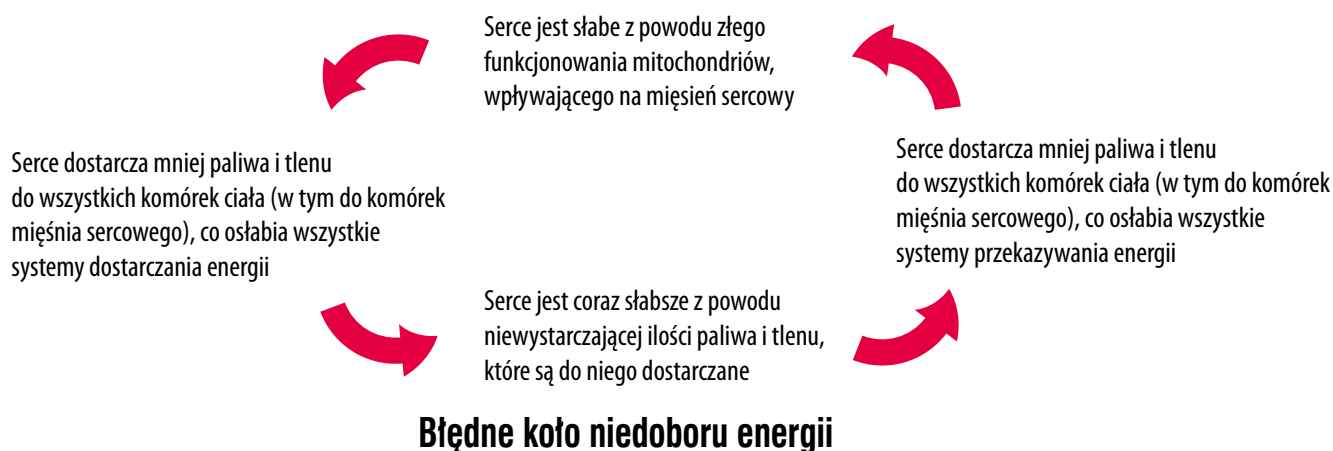 Serce jest słabe z powodu złego
funkcjonowania mitochondriów,
wpływającego na mięsień sercowy
Serce dostarcza mniej paliwa i tlenu
do wszystkich komórek ciała (w tym do komórek
mięśnia sercowego), co osłabia wszystkie
systemy dostarczania energii
Serce jest coraz słabsze z powodu
niewystarczającej ilości paliwa i tlenu,
które są do niego dostarczane
Serce dostarcza mniej paliwa i tlenu
do wszystkich komórek ciała (w tym do komórek
mięśnia sercowego), co osłabia wszystkie
systemy przekazywania energii
Błędne koło niedoboru energii